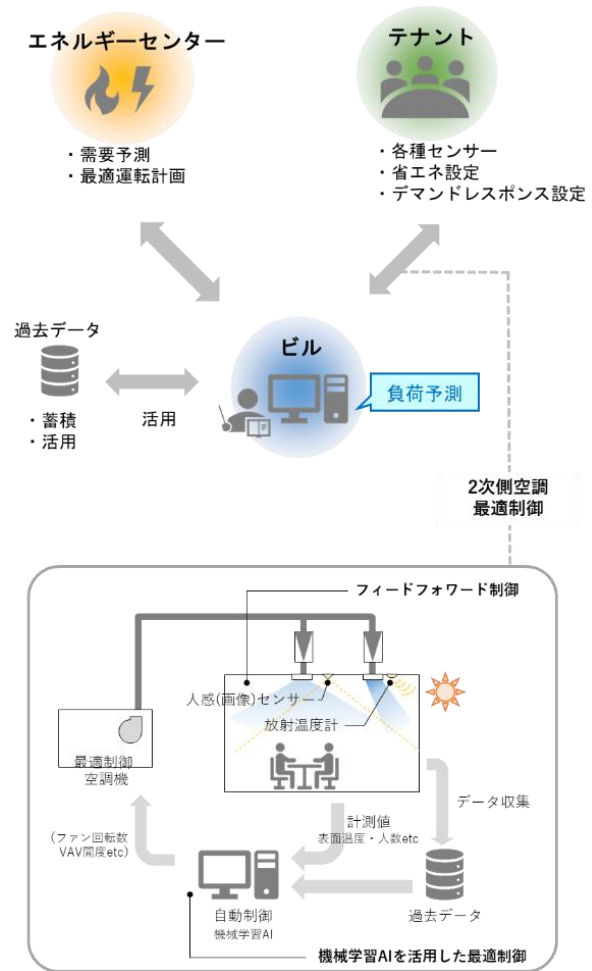 エネルギーセンター
・需要予測
・最適運転計画
テナント
・各種センサー
・省エネ設定
・デマンドレスポンス設定
過去データ
・蓄積
・活用
活用
ビル
負荷予測
2次側空調
最適制御
フィードフォワード制御
人感(画像)センサー
放射温度計
最適制御
空調機
(ファン回転数
VAV開度etc)
計測値
表面温度・人数etc
データ収集
自動制御
機械学習AI
過去データ
機械学習AIを活用した最適制御